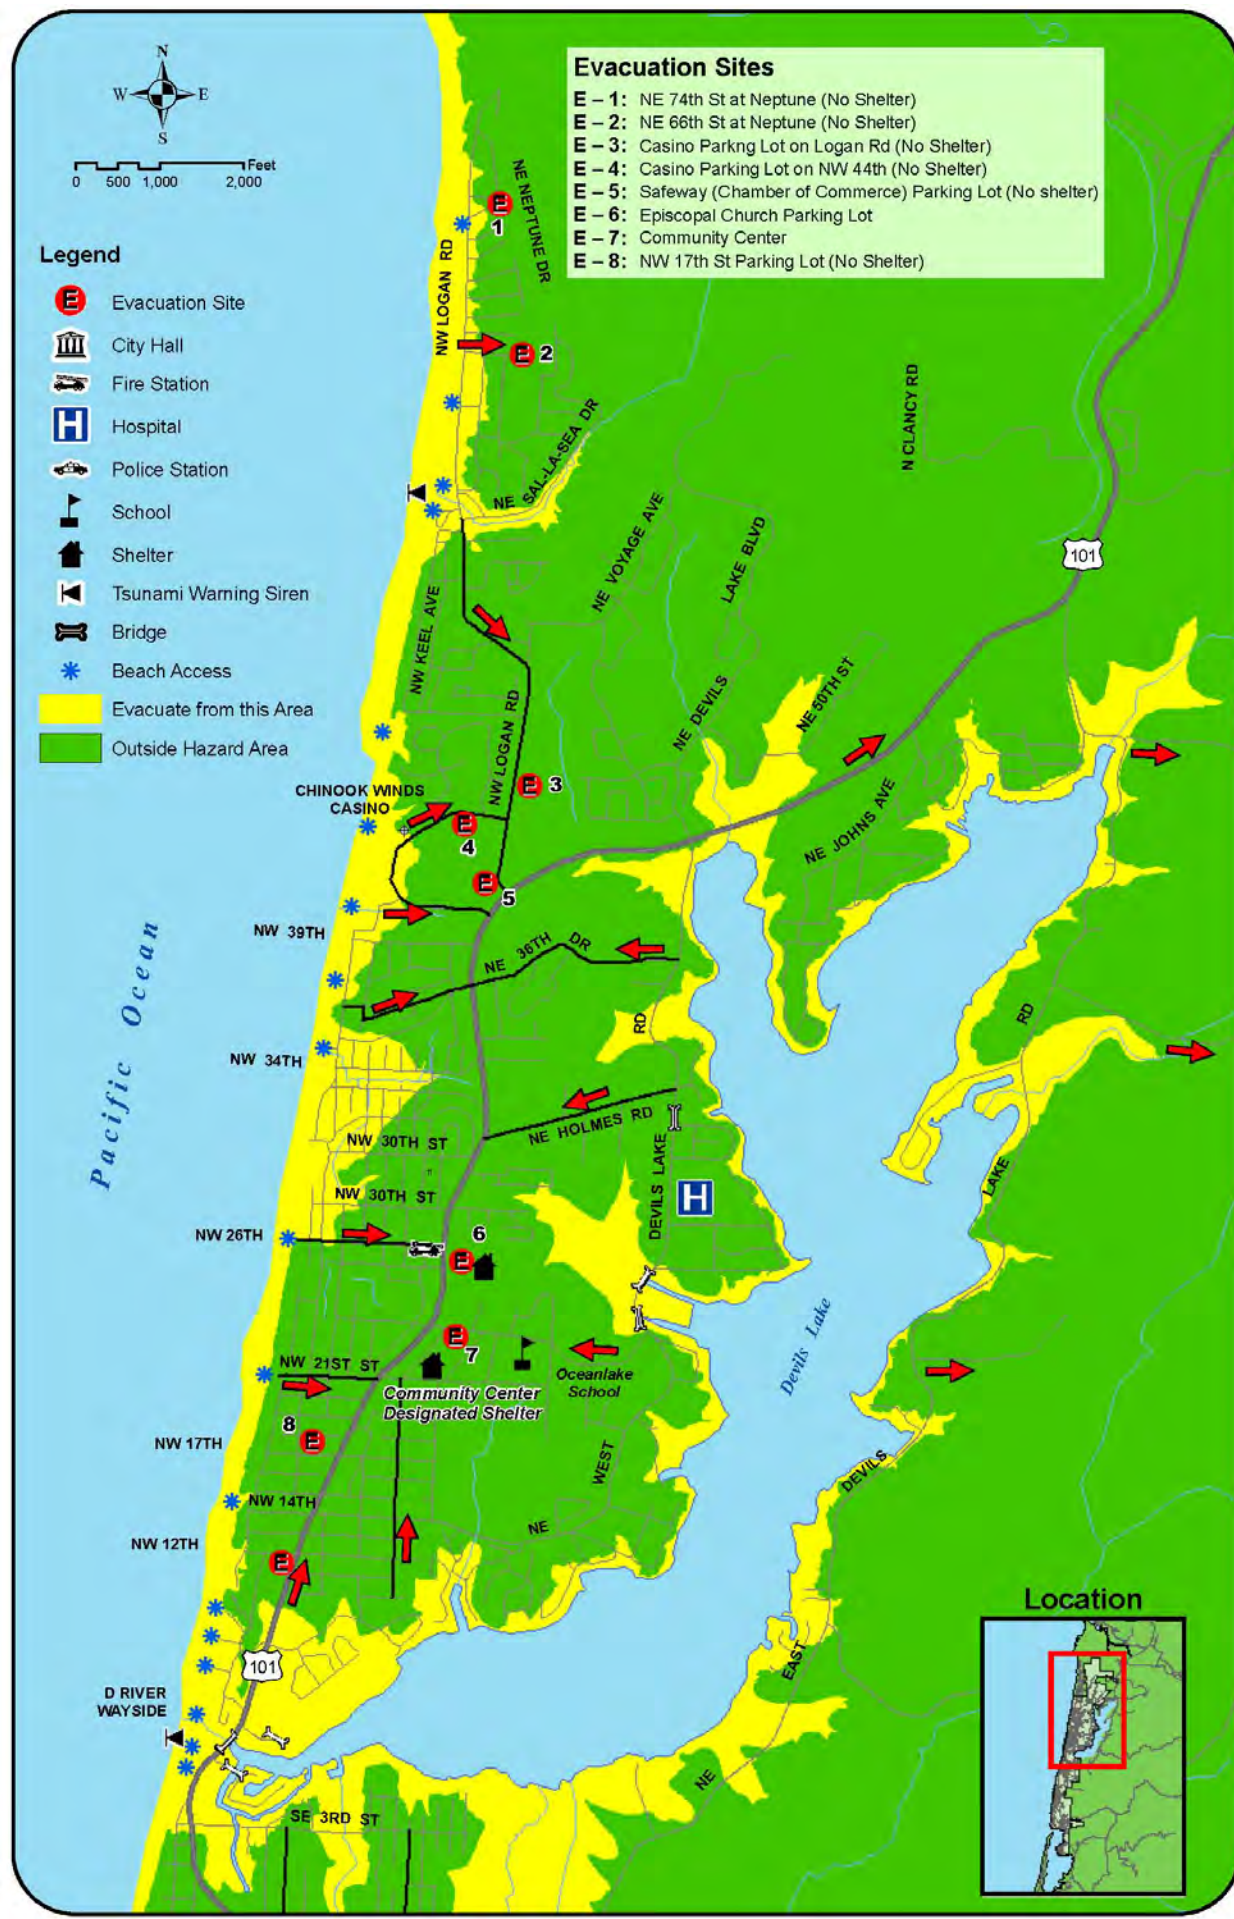 N
W E
S
Feet
0 500 1,000 2,000
Evacuation Sites
E – 1: NE 74th St at Neptune (No Shelter)
E – 2: NE 66th St at Neptune (No Shelter)
E – 3: Casino Parkng Lot on Logan Rd (No Shelter)
E – 4: Casino Parking Lot on NW 44th (No Shelter)
E – 5: Safeway (Chamber of Commerce) Parking Lot (No shelter)
E – 6: Episcopal Church Parking Lot
E – 7: Community Center
E – 8: NW 17th St Parking Lot (No Shelter)
Legend
E Evacuation Site
City Hall
Fire Station
H Hospital
Police Station
School
Shelter
Tsunami Warning Siren
Bridge
Beach Access
Evacuate from this Area
Outside Hazard Area
E
1
NE NEPTUNE DR
NW LOGAN RD
E 2
N CLANCY RD
NE SAL-LA-SEA DR
NE VOYAGE AVE
LAKE BLVD
101
NW KEEL AVE
NE DEVILS
NE 50TH ST
NW LOGAN RD
E 3
CHINOOK WINDS
CASINO
E
4
NE JOHNS AVE
E
5
NW 39TH
NE 36TH DR
Pacific Ocean
RD
RD
NW 34TH
NE HOLMES RD
NW 30TH ST
DEVILS LAKE
LAKE
NW 30TH ST
H
NW 26TH
6
E
Devils Lake
E
7
NW 21ST ST
Oceanlake
School
Community Center
Designated Shelter
8
E
NW 17TH
WEST
DEVILS
NW 14TH
NE
NW 12TH
E
Location
EAST
101
D RIVER
WAYSIDE
NE
SE 3RD ST